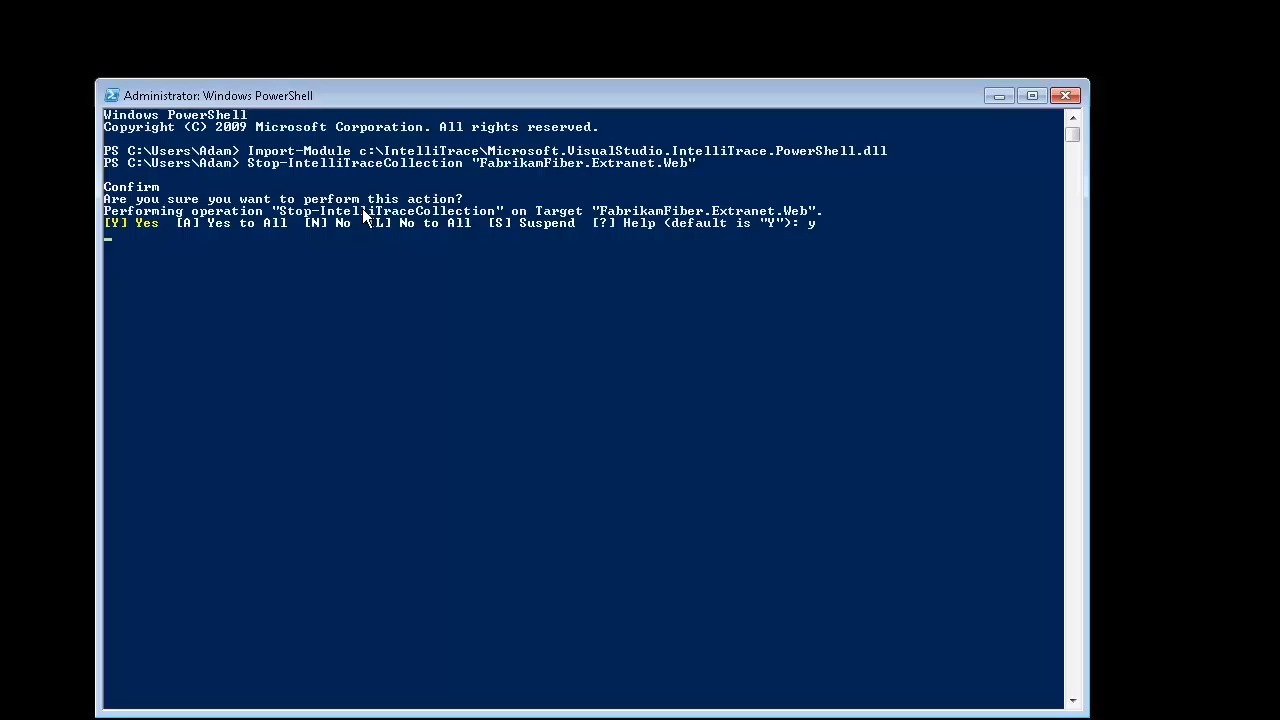 Administrator: Windows PowerShell
Windows PowerShell
Copyright (C) 2009 Microsoft Corporation. All rights reserved.
PS C:\Users\Adam> Import-Module c:\IntelliTrace\Microsoft.VisualStudio.IntelliTrace.PowerShell.dll
PS C:\Users\Adam> Stop-IntelliTraceCollection "FabrikamFiber.Extranet.Web"
Confirm
Are you sure you want to perform this action?
Performing operation "Stop-IntelliTraceCollection" on Target "FabrikamFiber.Extranet.Web".
[Y] Yes  [A] Yes to All  [N] No  [L] No to All  [S] Suspend  [?] Help (default is "Y"): y